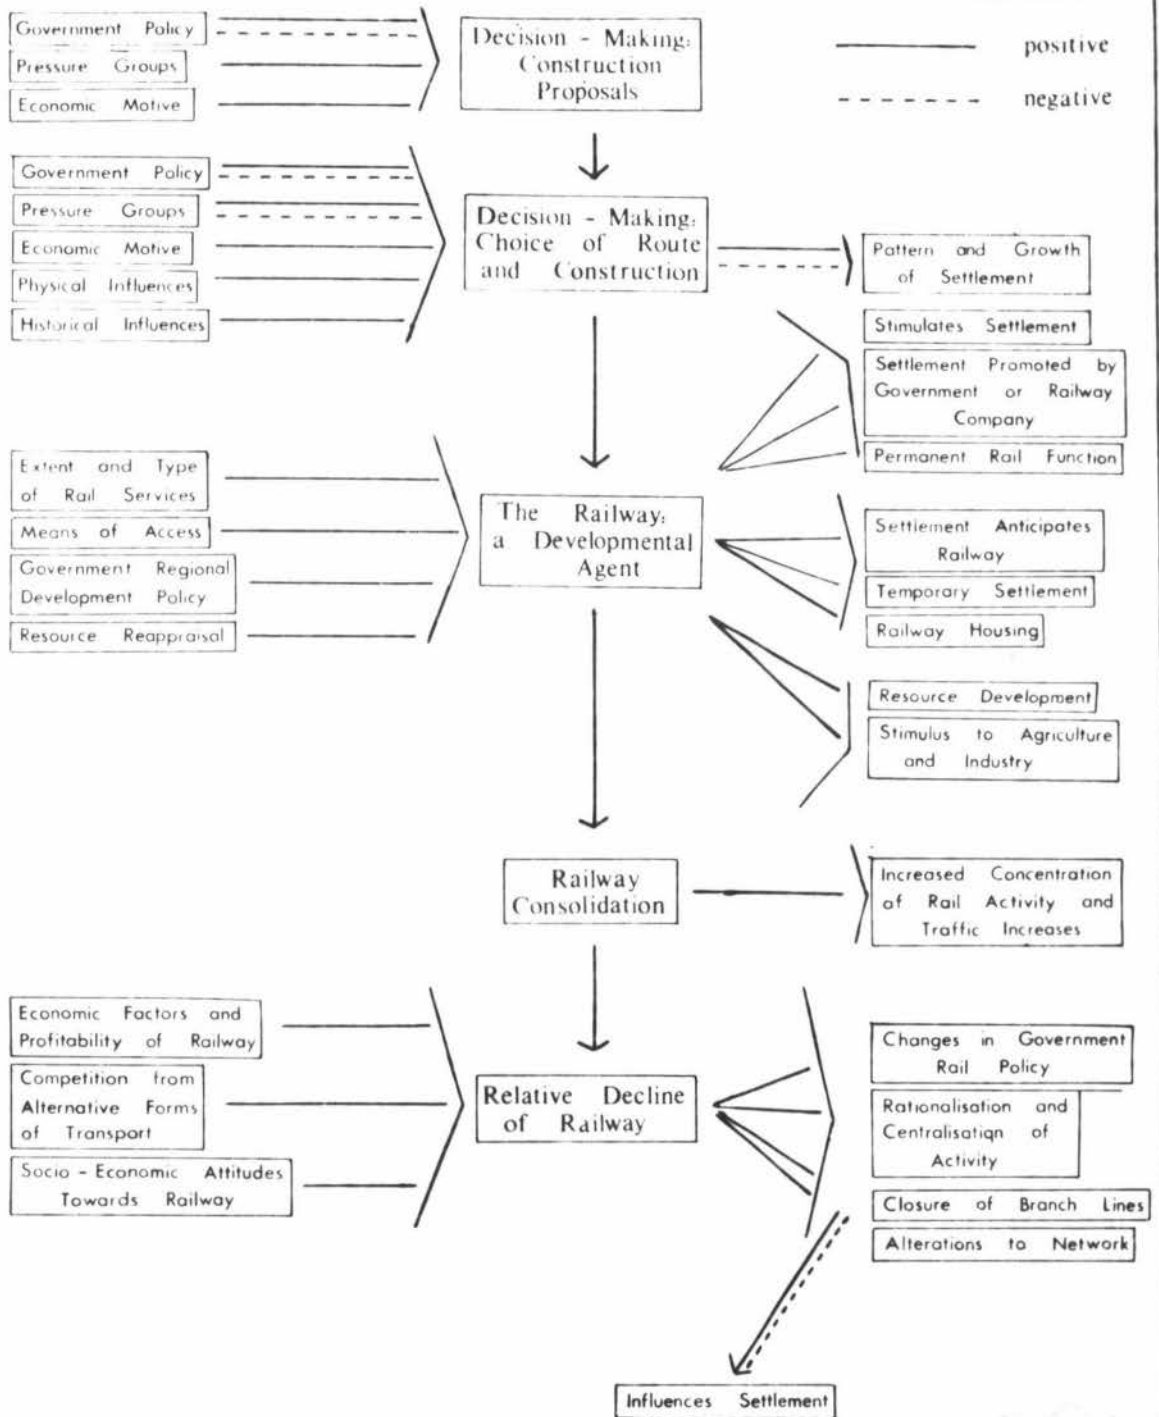 Government Policy
Pressure Groups
Economic Motive
Decision - Making:
Construction
Proposals
positive
negative
Government Policy
Pressure Groups
Economic Motive
Physical Influences
Historical Influences
Decision - Making:
Choice of Route
and Construction
Pattern and Growth
of Settlement
Stimulates Settlement
Settlement Promoted by
Government or Railway
Company
Permanent Rail Function
Extent and Type
of Rail Services
Means of Access
Government Regional
Development Policy
Resource Reappraisal
The Railway:
a Developmental
Agent
Settlement Anticipates
Railway
Temporary Settlement
Railway Housing
Resource Development
Stimulus to Agriculture
and Industry
Railway
Consolidation
Increased Concentration
of Rail Activity and
Traffic Increases
Economic Factors and
Profitability of Railway
Competition from
Alternative Forms
of Transport
Socio - Economic Attitudes
Towards Railway
Relative Decline
of Railway
Changes in Government
Rail Policy
Rationalisation and
Centralisation of
Activity
Closure of Branch Lines
Alterations to Network
Influences Settlement